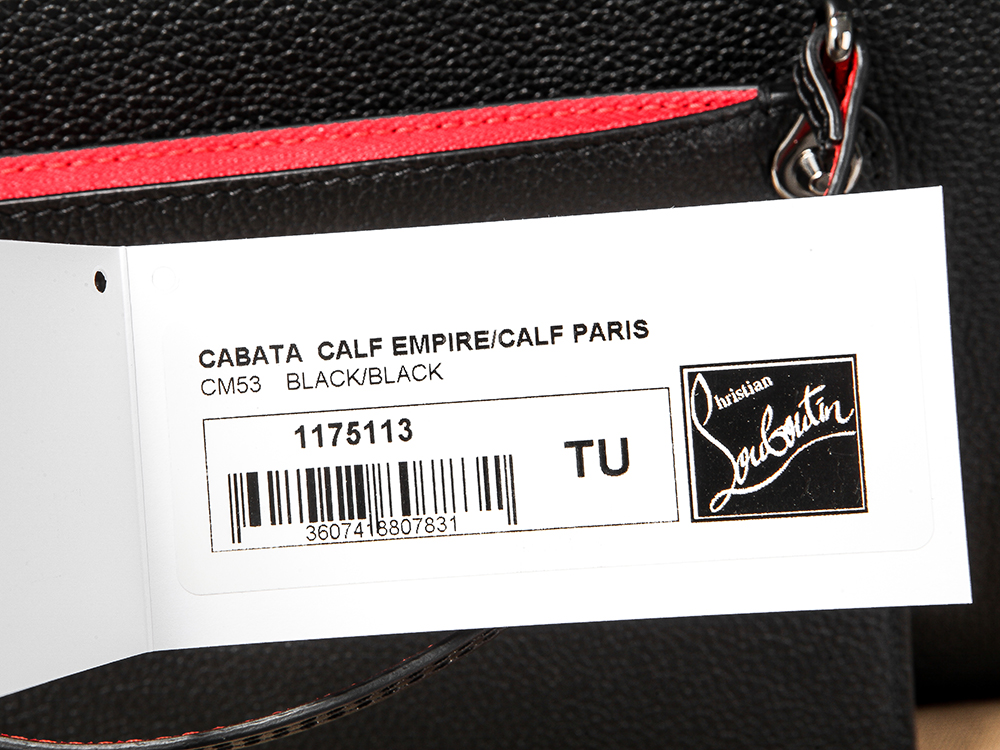 CABATA CALF EMPIRE/CALF PARIS
CM53 BLACK/BLACK
1175113
TU
3607418807831
Christian
Louboutin